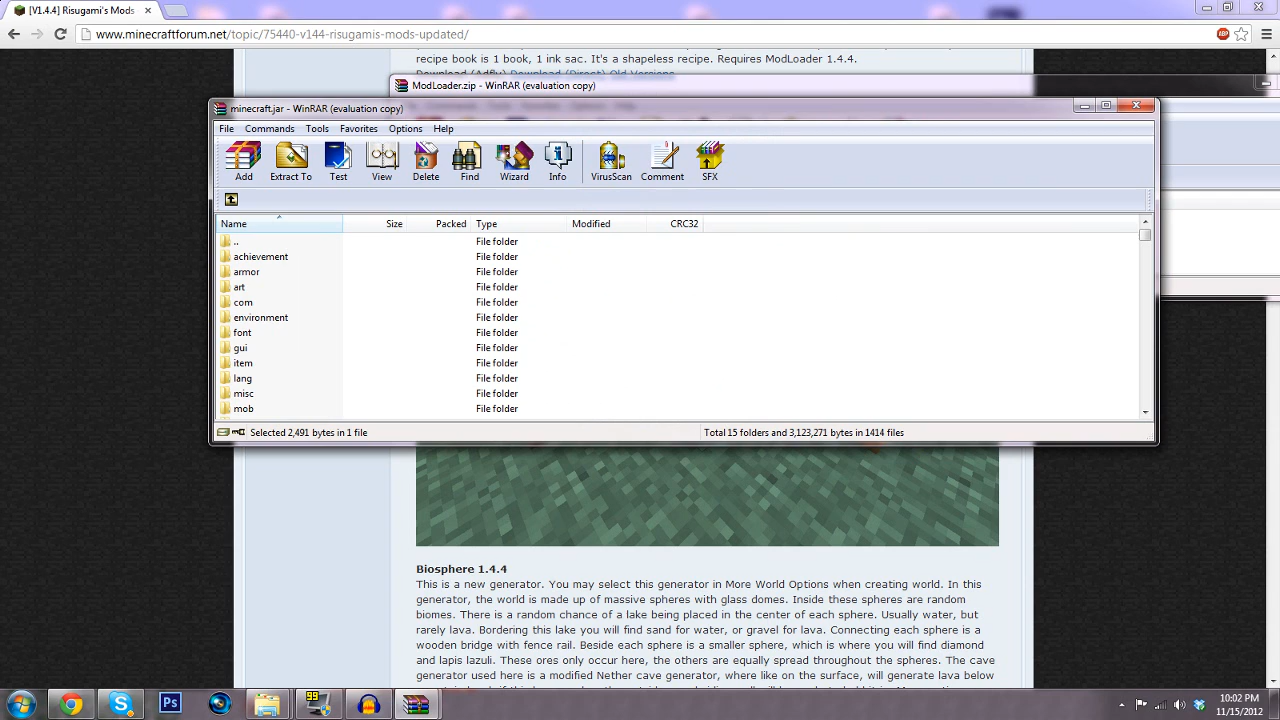 [V1.4.4] Risugami's Mods
www.minecraftforum.net/topic/75440-v144-risugamis-mods-updated/
ABP
recipe book is 1 book, 1 ink sac. It's a shapeless recipe. Requires ModLoader 1.4.4.
Download (Adfly) Download (Direct) Old Versions
ModLoader.zip - WinRAR (evaluation copy)
minecraft.jar - WinRAR (evaluation copy)
File Commands Tools Favorites Options Help
Add Extract To Test View Delete Find Wizard Info VirusScan Comment SFX
Name Size Packed Type Modified CRC32
.. File folder
achievement File folder
armor File folder
art File folder
com File folder
environment File folder
font File folder
gui File folder
item File folder
lang File folder
misc File folder
mob File folder
Selected 2,491 bytes in 1 file Total 15 folders and 3,123,271 bytes in 1414 files
Biosphere 1.4.4
This is a new generator. You may select this generator in More World Options when creating world. In this
generator, the world is made up of massive spheres with glass domes. Inside these spheres are random
biomes. There is a random chance of a lake being placed in the center of each sphere. Usually water, but
rarely lava. Bordering this lake you will find sand for water, or gravel for lava. Connecting each sphere is a
wooden bridge with fence rail. Beside each sphere is a smaller sphere, which is where you will find diamond
and lapis lazuli. These ores only occur here, the others are equally spread throughout the spheres. The cave
generator used here is a modified Nether cave generator, where like on the surface, will generate lava below
99
Ps
10:02 PM
11/15/2012